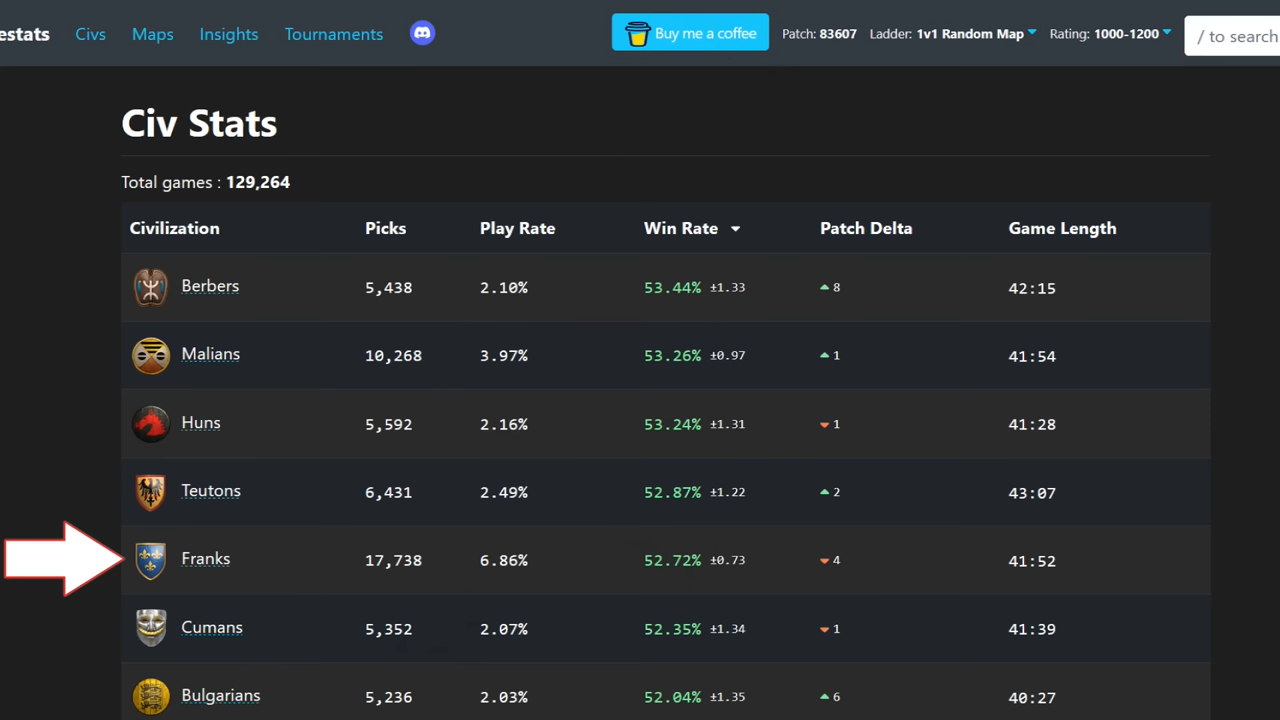 estats Civs Maps Insights Tournaments Buy me a coffee Patch: 83607 Ladder: 1v1 Random Map Rating: 1000-1200 / to search
Civ Stats
Total games : 129,264
Civilization Picks Play Rate Win Rate Patch Delta Game Length
Berbers 5,438 2.10% 53.44% ±1.33 8 42:15
Malians 10,268 3.97% 53.26% ±0.97 1 41:54
Huns 5,592 2.16% 53.24% ±1.31 1 41:28
Teutons 6,431 2.49% 52.87% ±1.22 2 43:07
Franks 17,738 6.86% 52.72% ±0.73 4 41:52
Cumans 5,352 2.07% 52.35% ±1.34 1 41:39
Bulgarians 5,236 2.03% 52.04% ±1.35 6 40:27